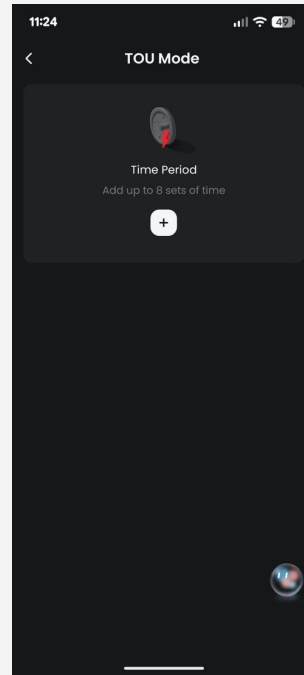 11:24
49
TOU Mode
Time Period
Add up to 8 sets of time
+